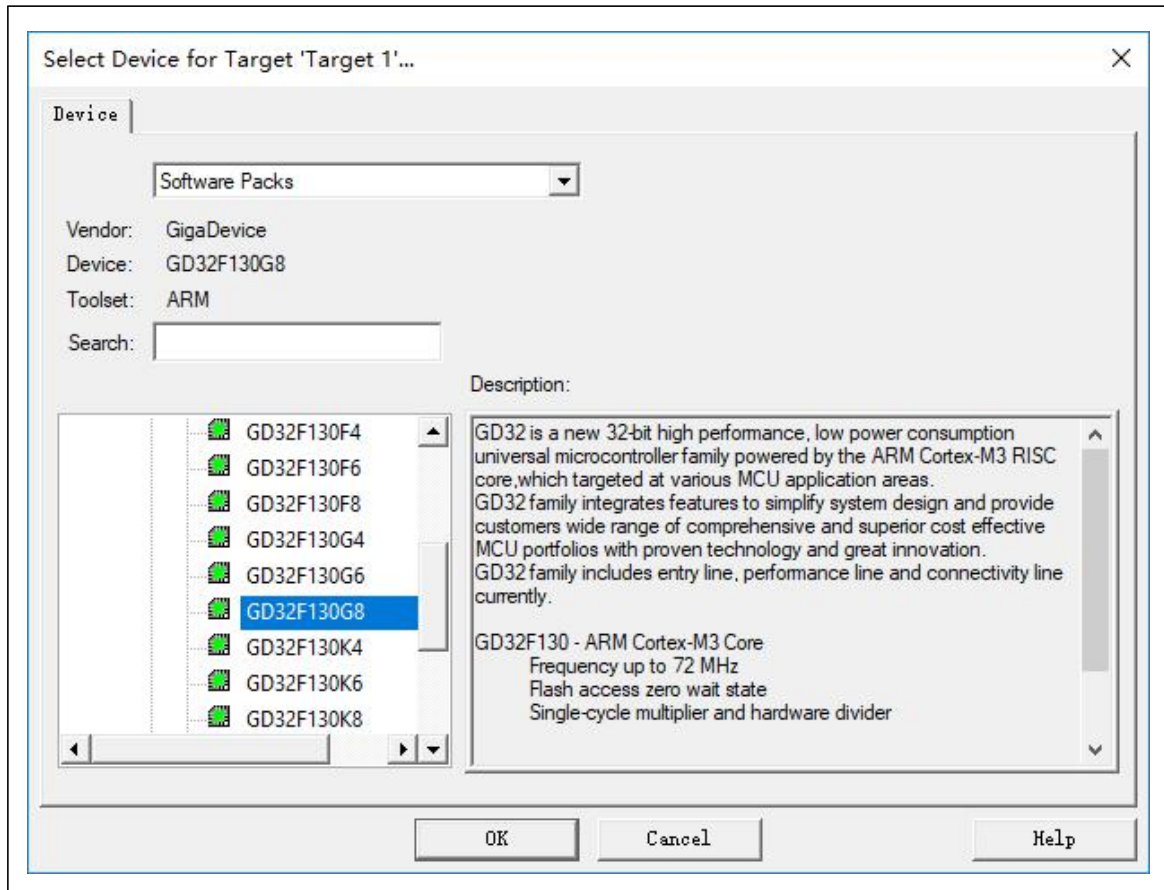 Select Device for Target 'Target 1'...
Device
Software Packs
Vendor: GigaDevice
Device: GD32F130G8
Toolset: ARM
Search:
Description:
GD32F130F4
GD32F130F6
GD32F130F8
GD32F130G4
GD32F130G6
GD32F130G8
GD32F130K4
GD32F130K6
GD32F130K8
GD32 is a new 32-bit high performance, low power consumption
universal microcontroller family powered by the ARM Cortex-M3 RISC
core,which targeted at various MCU application areas.
GD32 family integrates features to simplify system design and provide
customers wide range of comprehensive and superior cost effective
MCU portfolios with proven technology and great innovation.
GD32 family includes entry line, performance line and connectivity line
currently.
GD32F130 - ARM Cortex-M3 Core
Frequency up to 72 MHz
Flash access zero wait state
Single-cycle multiplier and hardware divider
OK Cancel Help